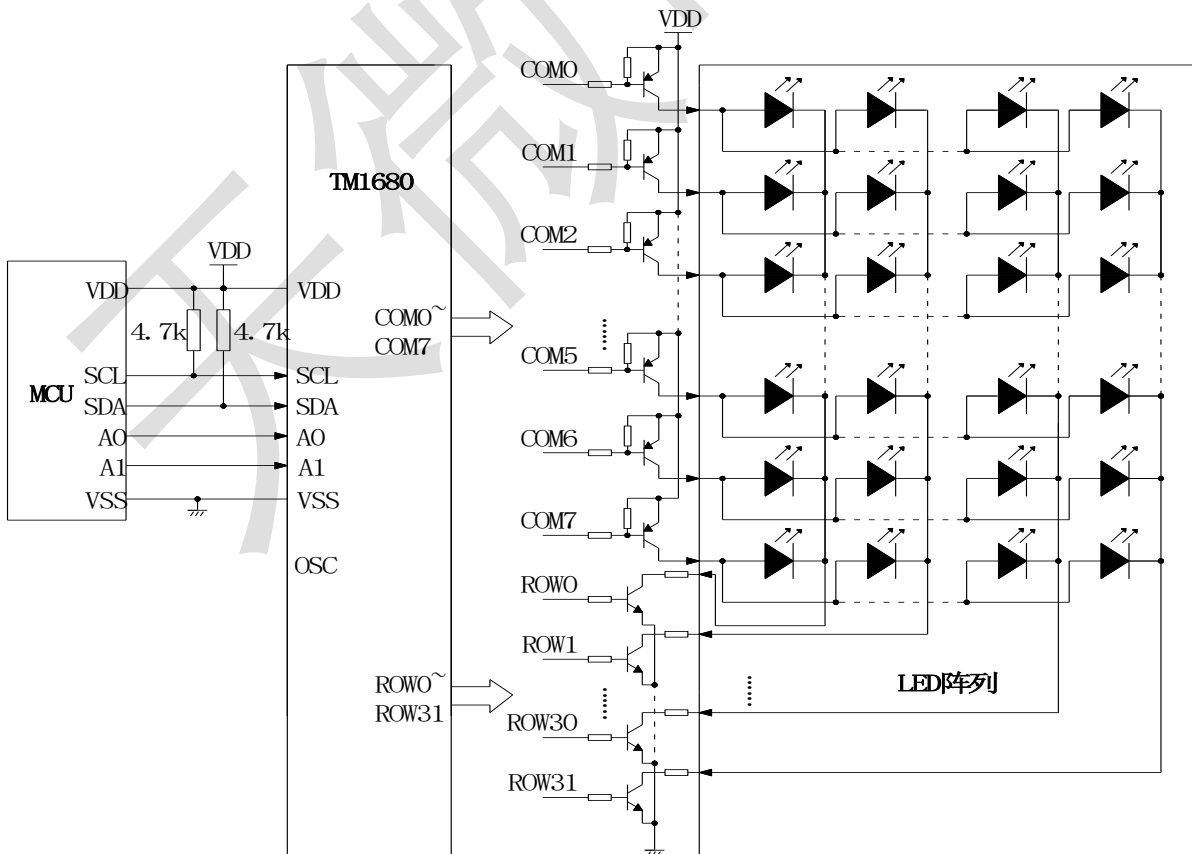 VDD
COM0
COM1
TM1680
COM2
VDD
VDD
VDD
COM0~
COM7
4.7k
4.7k
COM5
SCL
SCL
MCU
SDA
SDA
COM6
A0
A0
A1
A1
VSS
VSS
COM7
OSC
ROW0
ROW1
LED阵列
ROW0~
ROW31
ROW30
ROW31
天微